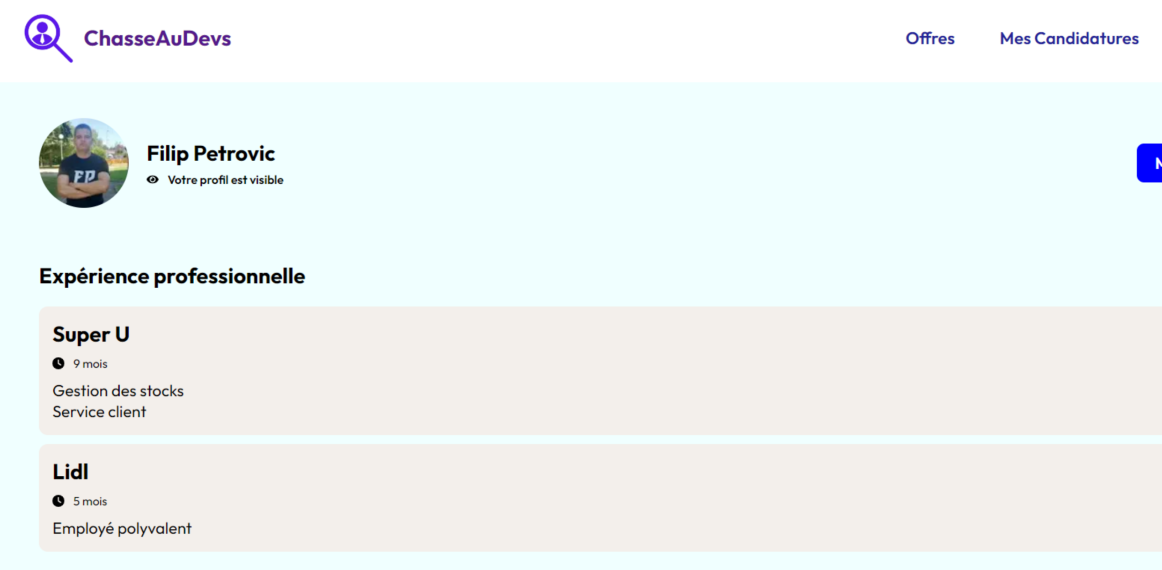 ChasseAuDevs
Offres
Mes Candidatures
Filip Petrovic
Votre profil est visible
Expérience professionnelle
Super U
9 mois
Gestion des stocks
Service client
Lidl
5 mois
Employé polyvalent